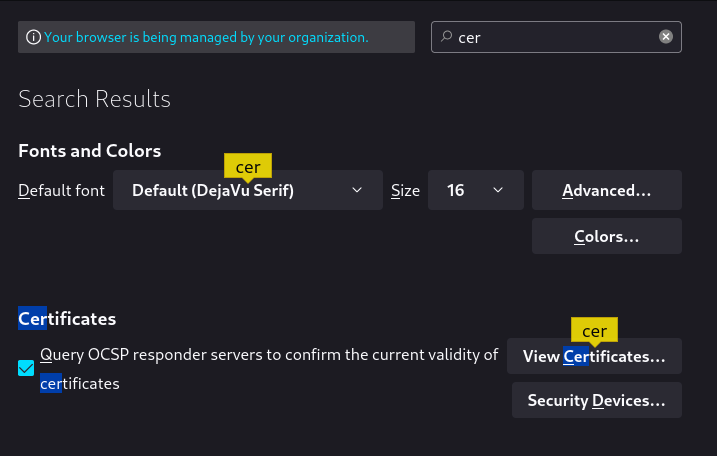 Your browser is being managed by your organization.
cer
Search Results
Fonts and Colors
cer
Default font
Default (DejaVu Serif)
Size
16
Advanced...
Colors...
Certificates
cer
Query OCSP responder servers to confirm the current validity of
certificates
View Certificates...
Security Devices...